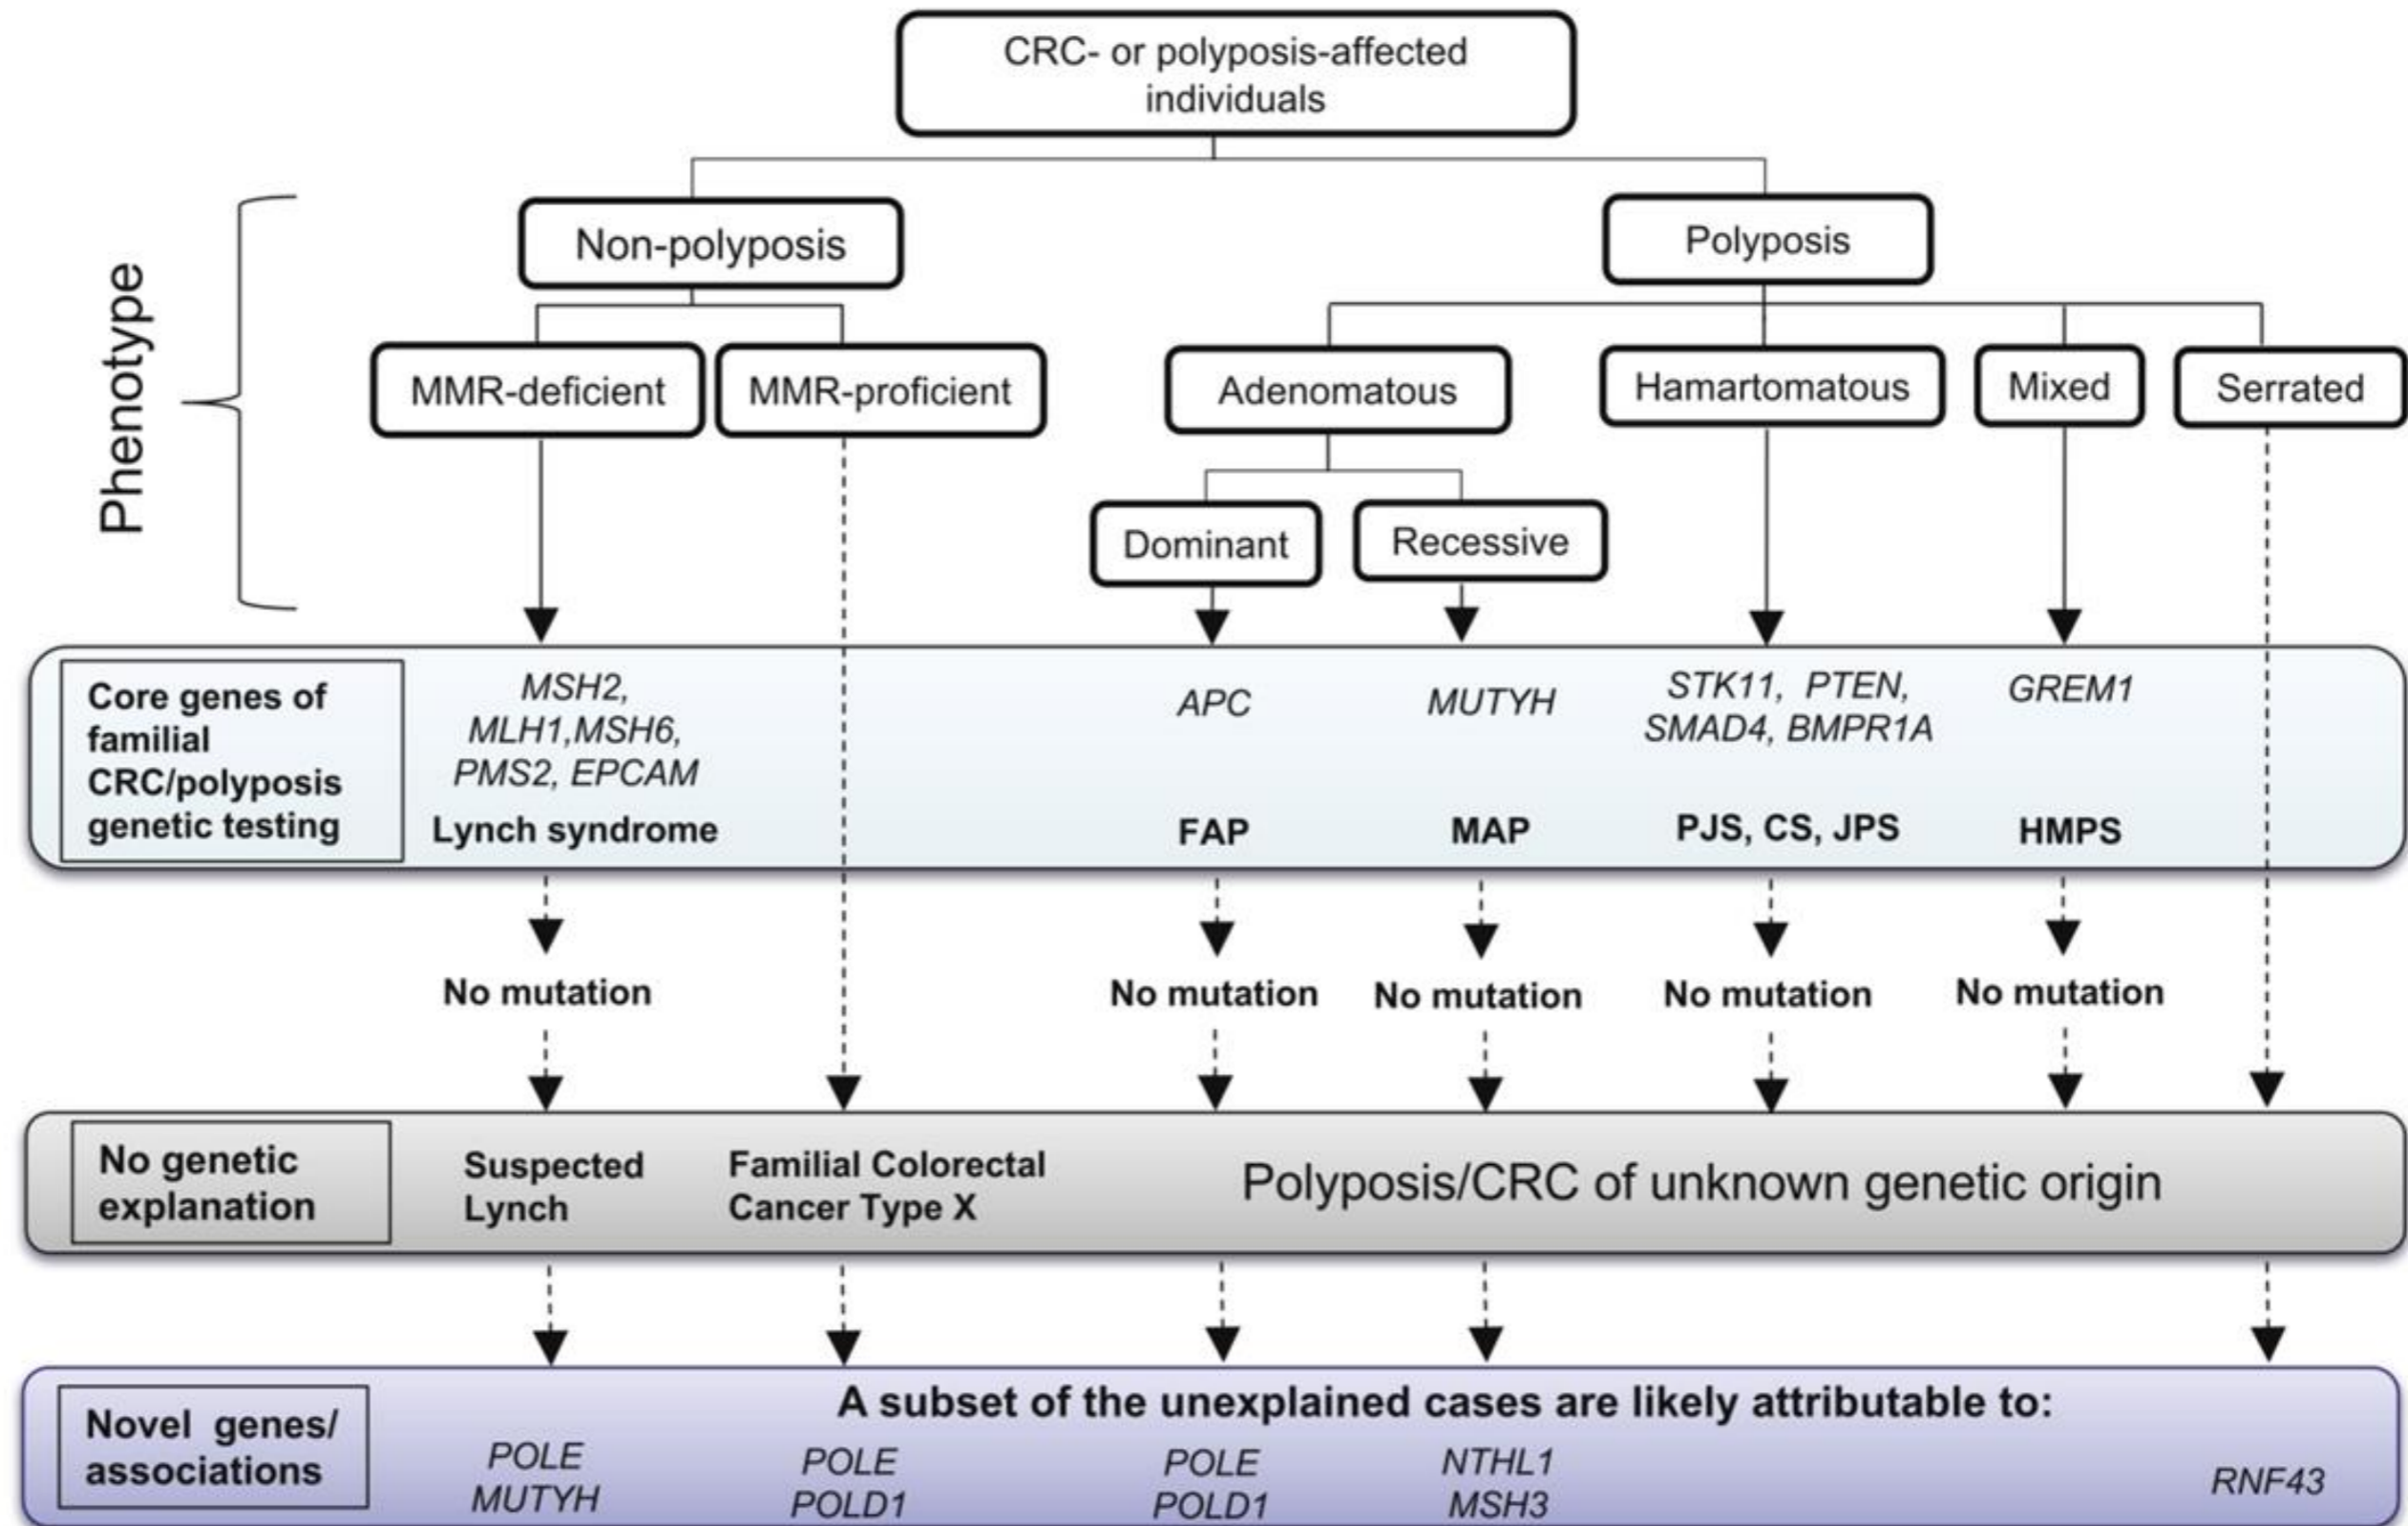 CRC- or polyposis-affected
individuals
Phenotype
Non-polyposis
Polyposis
MMR-deficient
MMR-proficient
Adenomatous
Hamartomatous
Mixed
Serrated
Dominant
Recessive
Core genes of
familial
CRC/polyposis
genetic testing
MSH2,
MLH1,MSH6,
PMS2, EPCAM
Lynch syndrome
APC
FAP
MUTYH
MAP
STK11, PTEN,
SMAD4, BMPR1A
PJS, CS, JPS
GREM1
HMPS
No mutation
No mutation
No mutation
No mutation
No mutation
No genetic
explanation
Suspected
Lynch
Familial Colorectal
Cancer Type X
Polyposis/CRC of unknown genetic origin
Novel genes/
associations
A subset of the unexplained cases are likely attributable to:
POLE
MUTYH
POLE
POLD1
POLE
POLD1
NTHL1
MSH3
RNF43